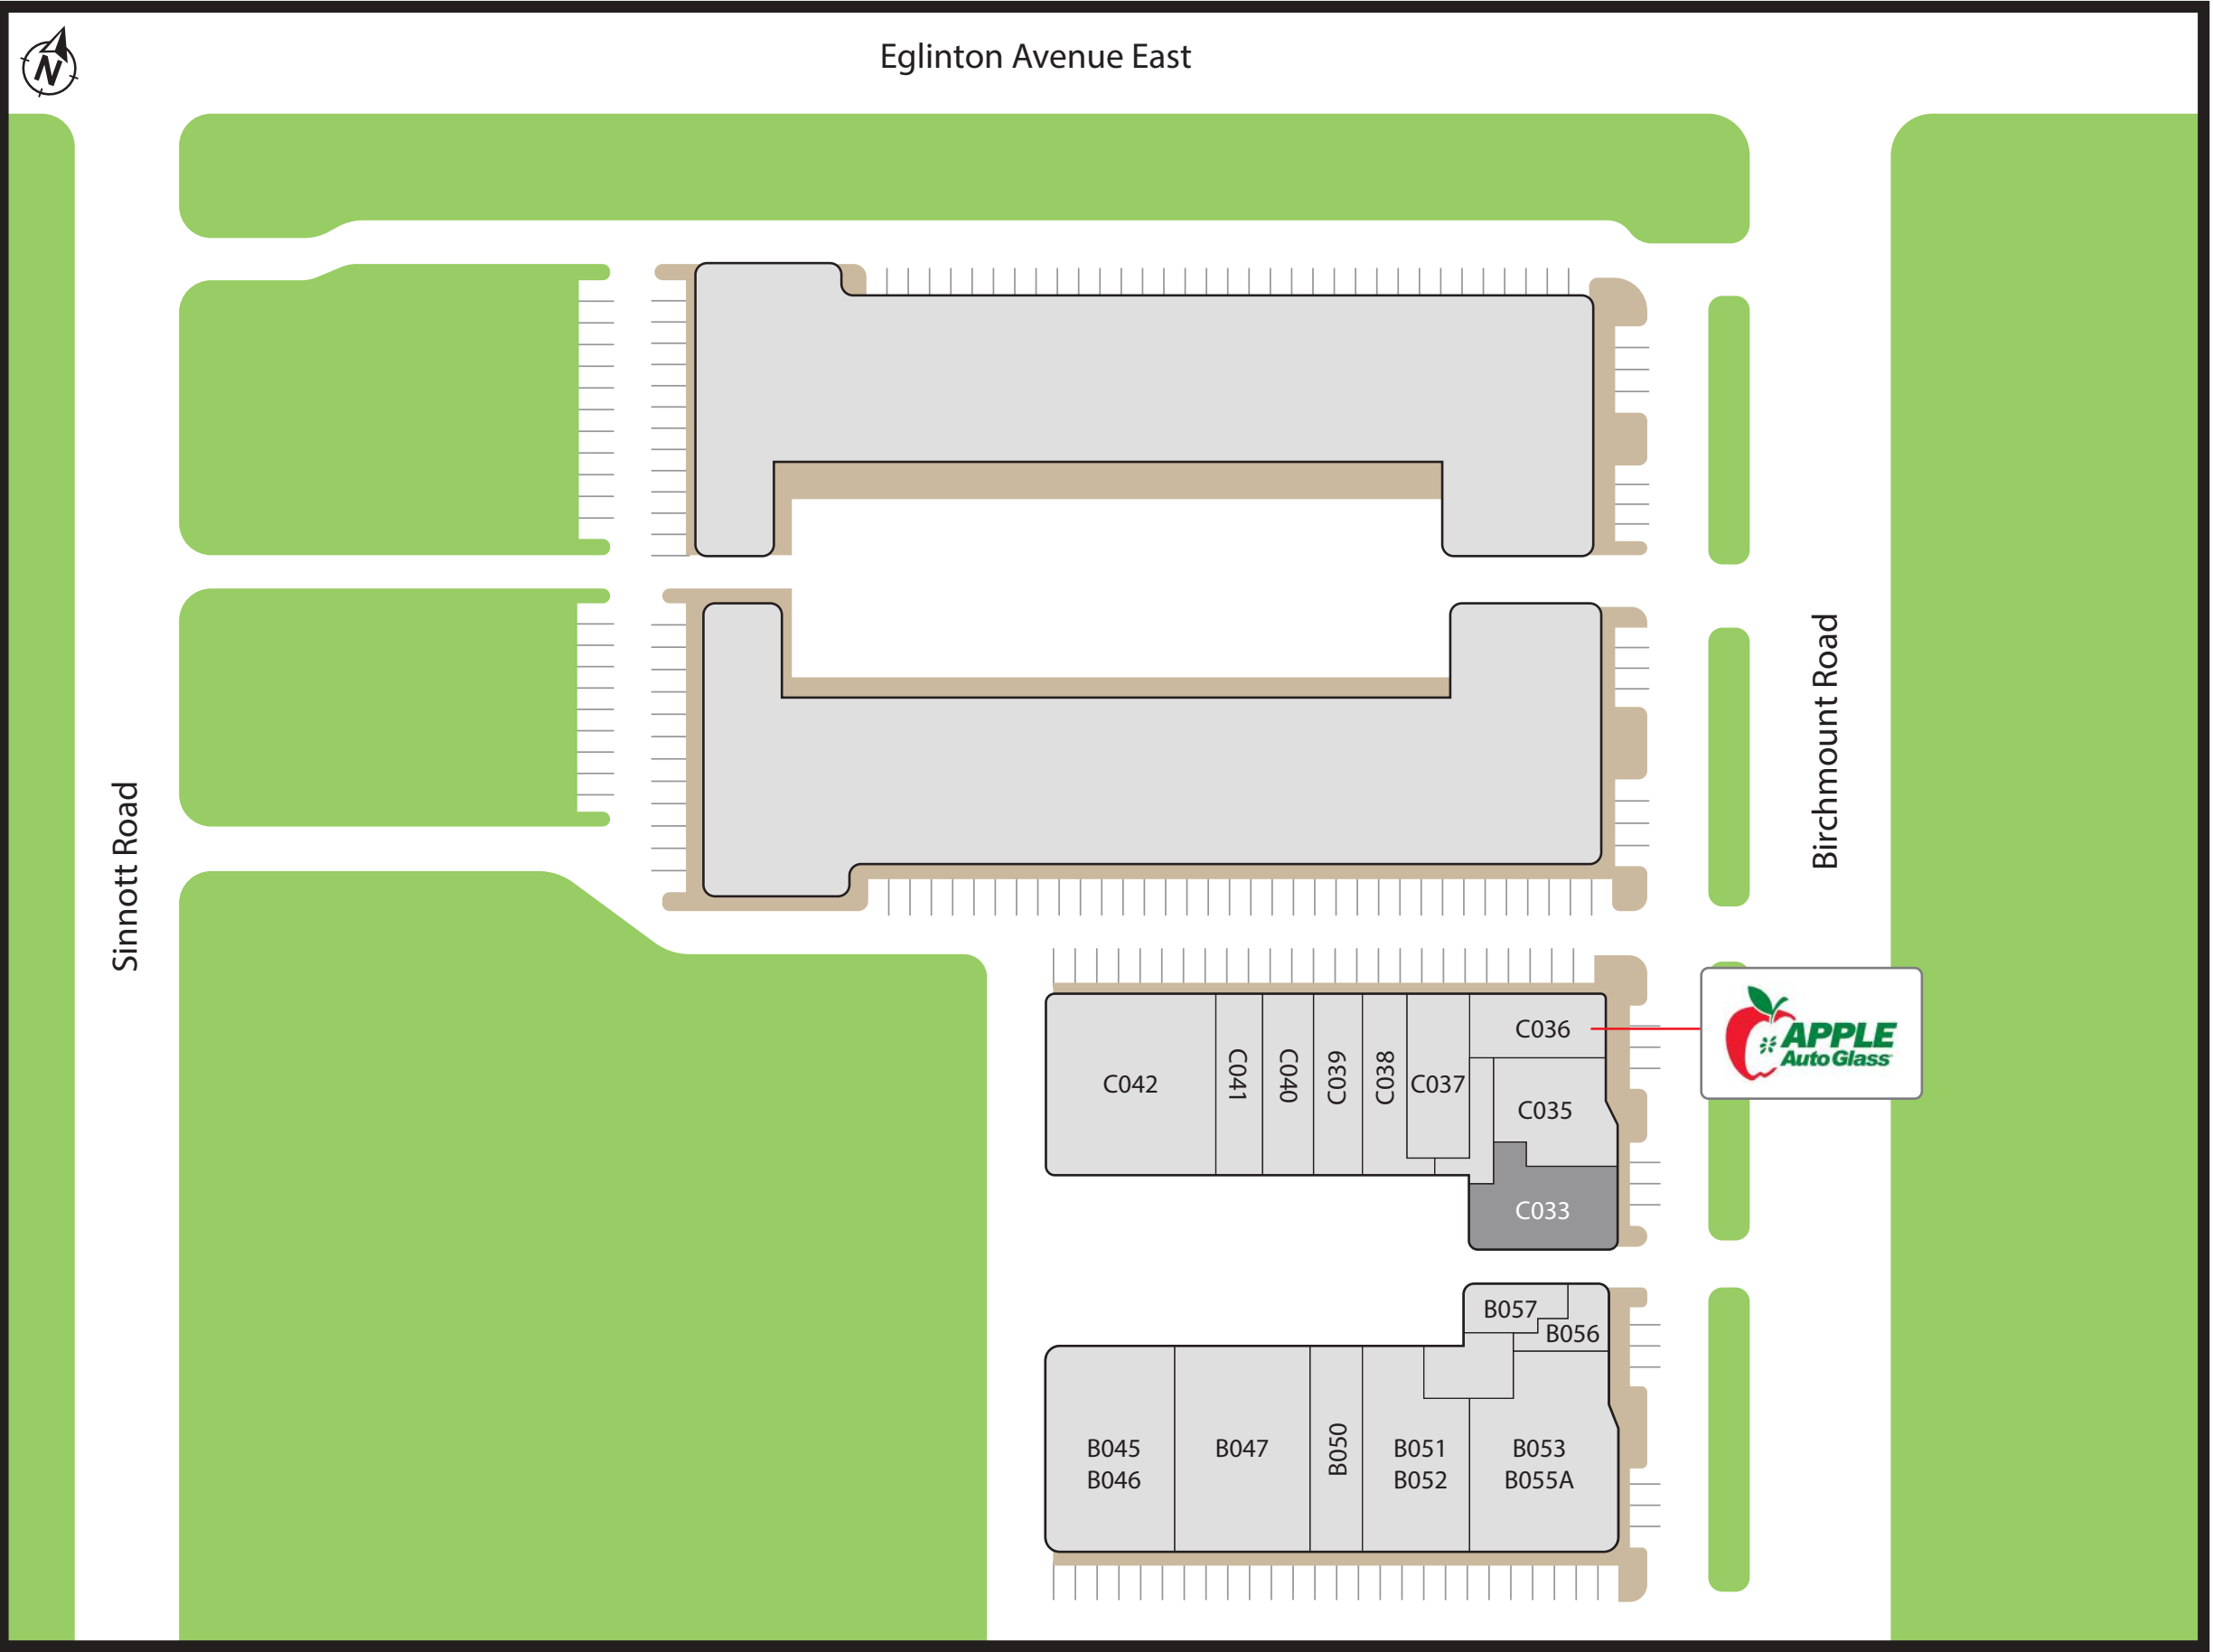 N
Eglinton Avenue East
Sinnott Road
Birchmount Road
C042
C041
C040
C039
C038
C037
C036
APPLE
Auto Glass
C035
C033
B057
B056
B045
B046
B047
B050
B051
B052
B053
B055A